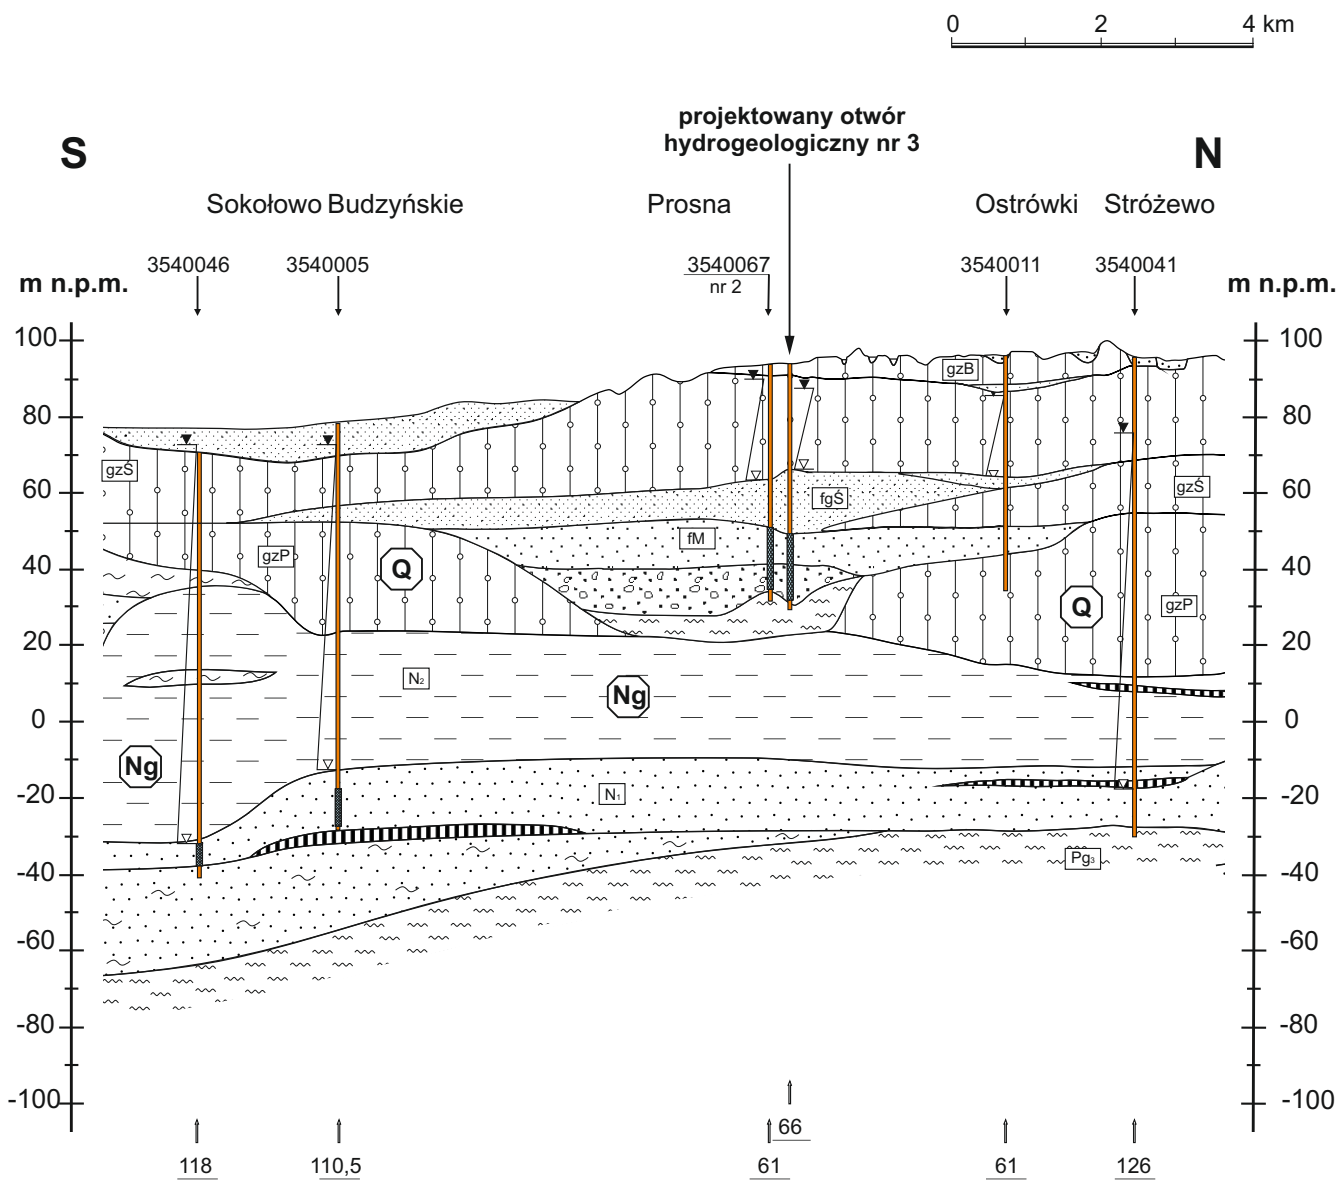 0 2 4 km
projektowany otwór
hydrogeologiczny nr 3
S N
Sokołowo Budzyńskie Prosna Ostrówki Stróżewo
3540046 3540005 3540067 3540011 3540041
nr 2
m n.p.m. m n.p.m.
100 100
gzB
80 80
gzŚ
60 fgŚ gzŚ 60
fM
gzP
Q
40 40
Q gzP
20 20
N₂
Ng
0 0
Ng
-20 N₁ -20
Pg₃
-40 -40
-60 -60
-80 -80
-100 -100
66
118 110,5 61 61 126